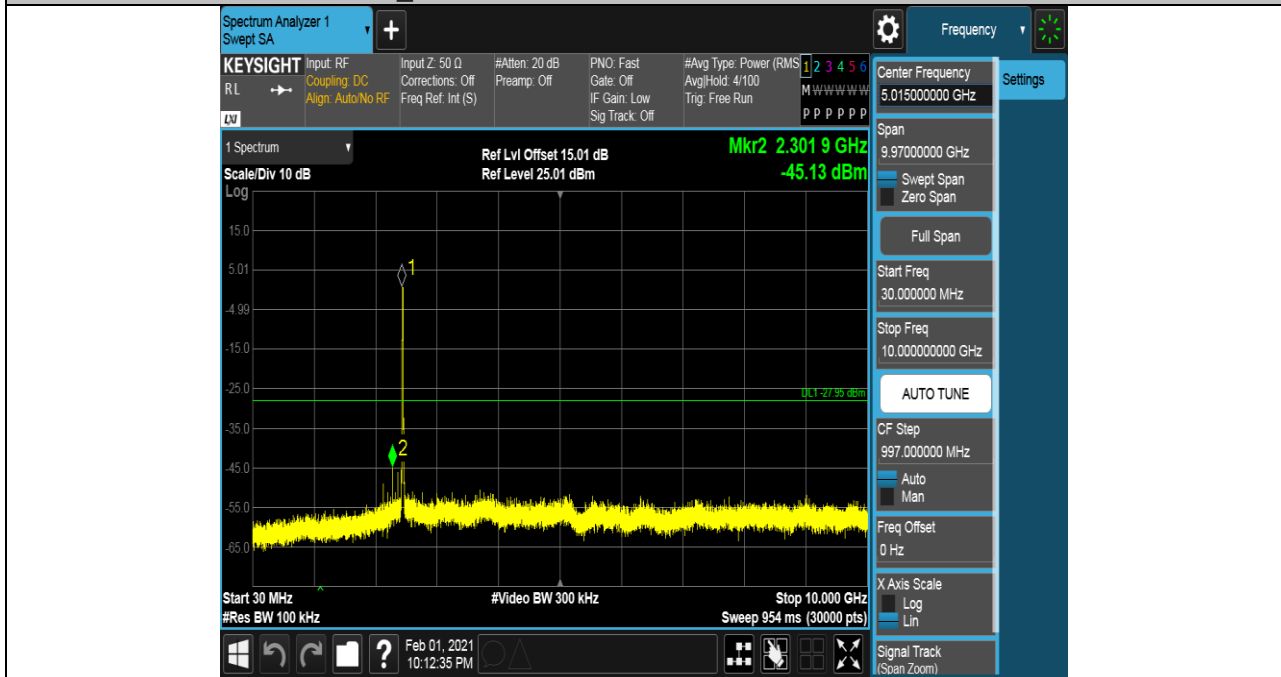 Spectrum Analyzer 1
Swept SA
+
Frequency
KEYSIGHT
RL
LXI
Input: RF
Coupling: DC
Align: Auto/No RF
Input Z: 50 Ω
Corrections: Off
Freq Ref: Int (S)
#Atten: 20 dB
Preamp: Off
PNO: Fast
Gate: Off
IF Gain: Low
Sig Track: Off
#Avg Type: Power (RMS
Avg|Hold: 4/100
Trig: Free Run
1 2 3 4 5 6
M W W W W W
P P P P P P
Center Frequency
5.015000000 GHz
Settings
1 Spectrum
Scale/Div 10 dB
Ref Lvl Offset 15.01 dB
Ref Level 25.01 dBm
Mkr2 2.301 9 GHz
-45.13 dBm
Span
9.97000000 GHz
Swept Span
Zero Span
Full Span
Start Freq
30.000000 MHz
Stop Freq
10.000000000 GHz
AUTO TUNE
CF Step
997.000000 MHz
Auto
Man
Freq Offset
0 Hz
X Axis Scale
Log
Lin
Signal Track
(Span Zoom)
Log
15.0
5.01
-4.99
-15.0
-25.0
-35.0
-45.0
-55.0
-65.0
1
2
DL1 -27.95 dBm
Start 30 MHz
#Video BW 300 kHz
Stop 10.000 GHz
#Res BW 100 kHz
Sweep 954 ms (30000 pts)
?
Feb 01, 2021
10:12:35 PM